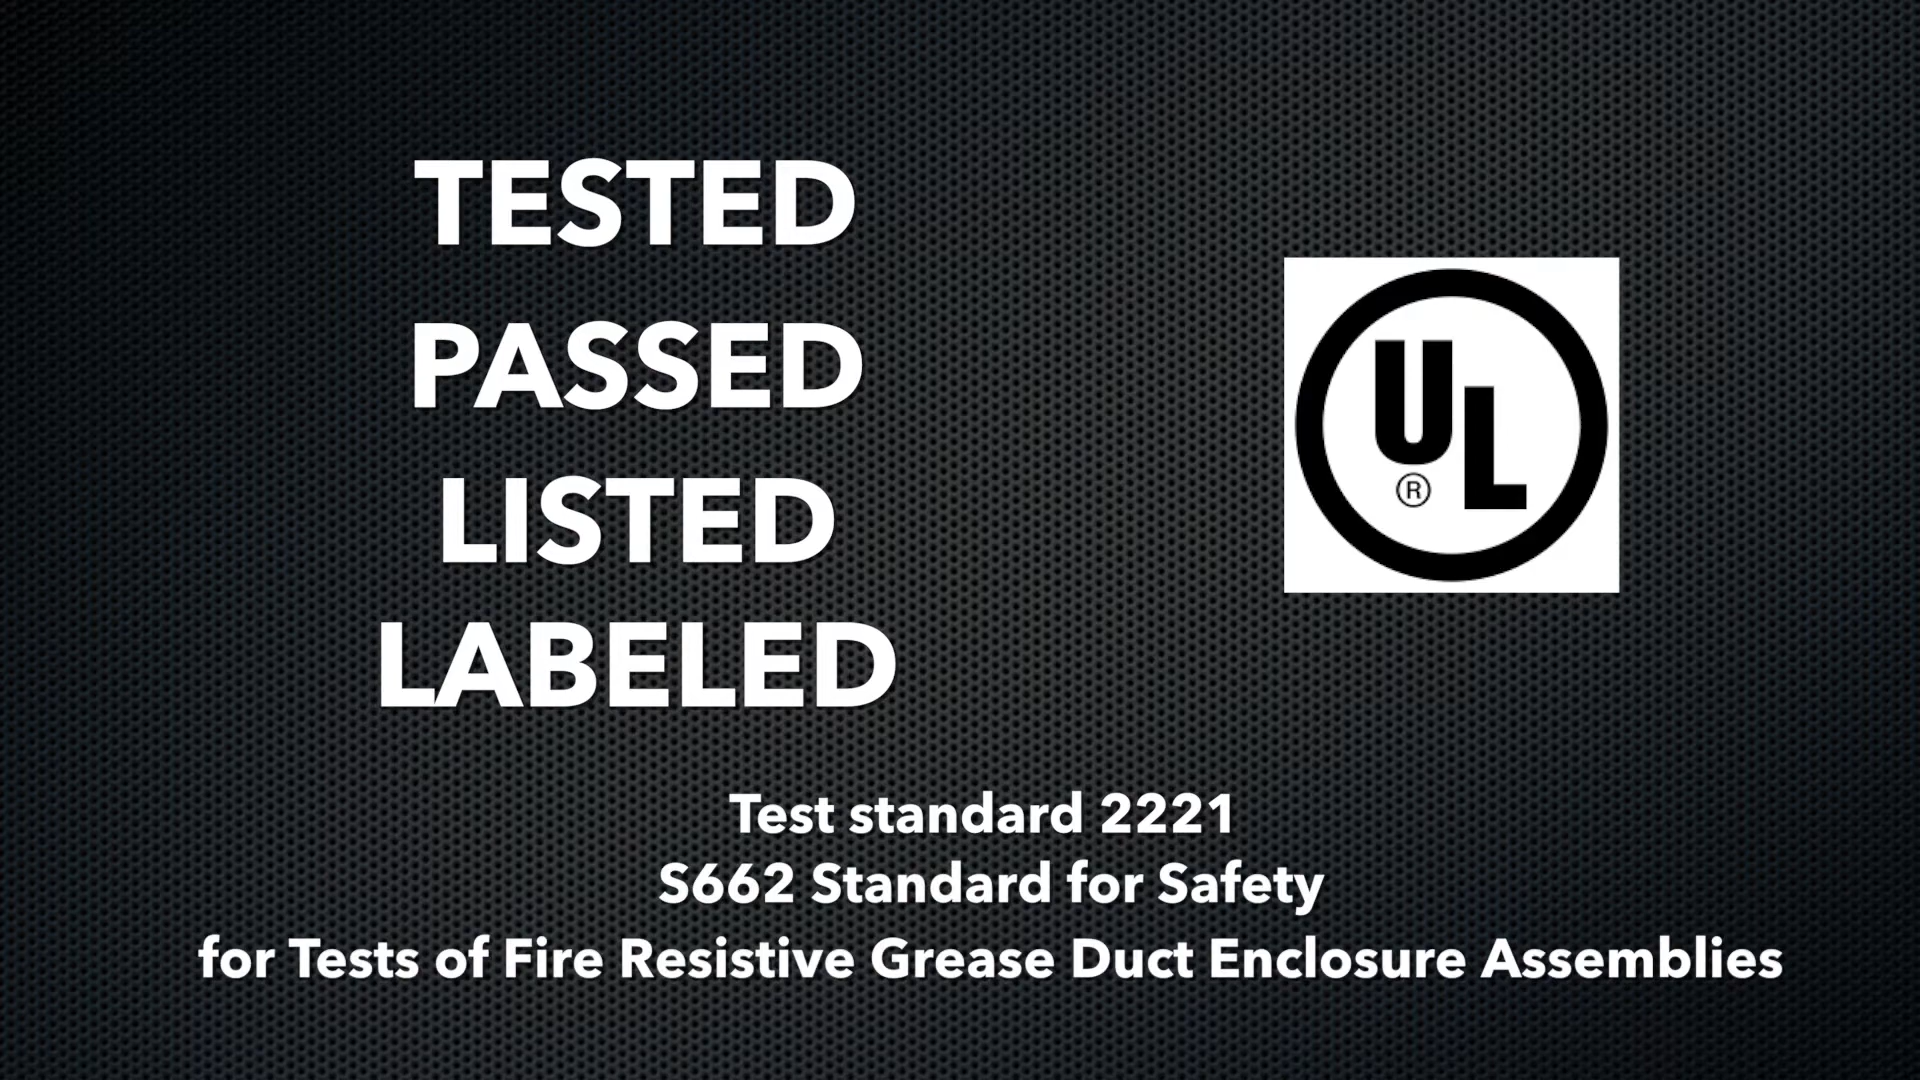 TESTED
PASSED
LISTED
LABELED
UL
®
Test standard 2221
S662 Standard for Safety
for Tests of Fire Resistive Grease Duct Enclosure Assemblies